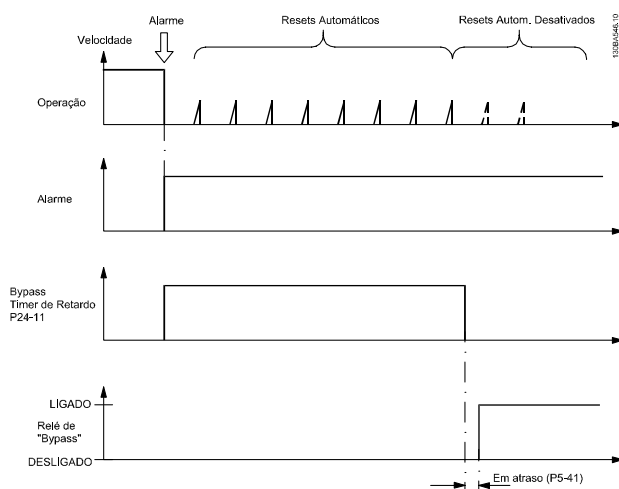 Alarme
Resets Automáticos
Resets Autom. Desativados
130BA546.10
Velocidade
Operação
Alarme
Bypass
Timer de Retardo
P24-11
LIGADO
Relé de
"Bypass"
DESLIGADO
Em atraso (P5-41)